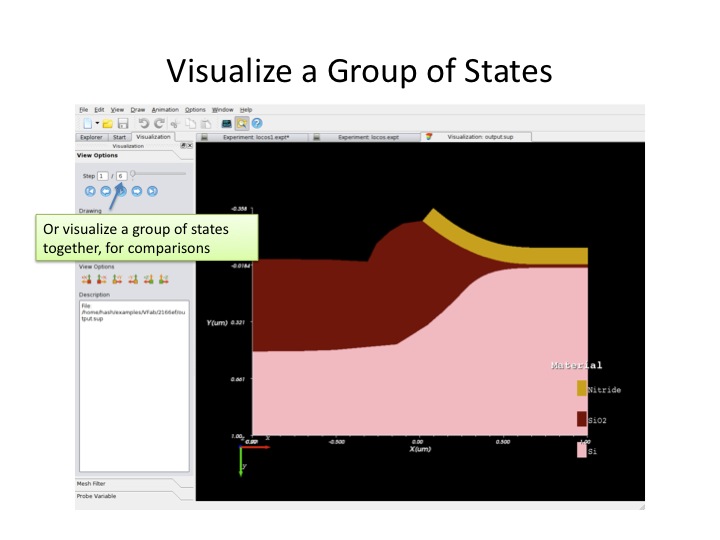 Visualize a Group of States
File Edit View Draw Animation Options Window Help
Explorer Start Visualization Experiment: locos1.expt* Experiment: locos.expt Visualization: output.sup
Visualization
View Options
Step 1 / 6
Drawing
Or visualize a group of states
together, for comparisons
View Options
Description
File
/home/hash/examples/VFab/2166ef/ou
tput.sup
Mesh Filter
Probe Variable
-0.358
-0.0184
Y(um) 0.321
0.661
1.00
-0.500 0.00 0.500 1.00
X(um)
x
y
Material
Nitride
SiO2
Si